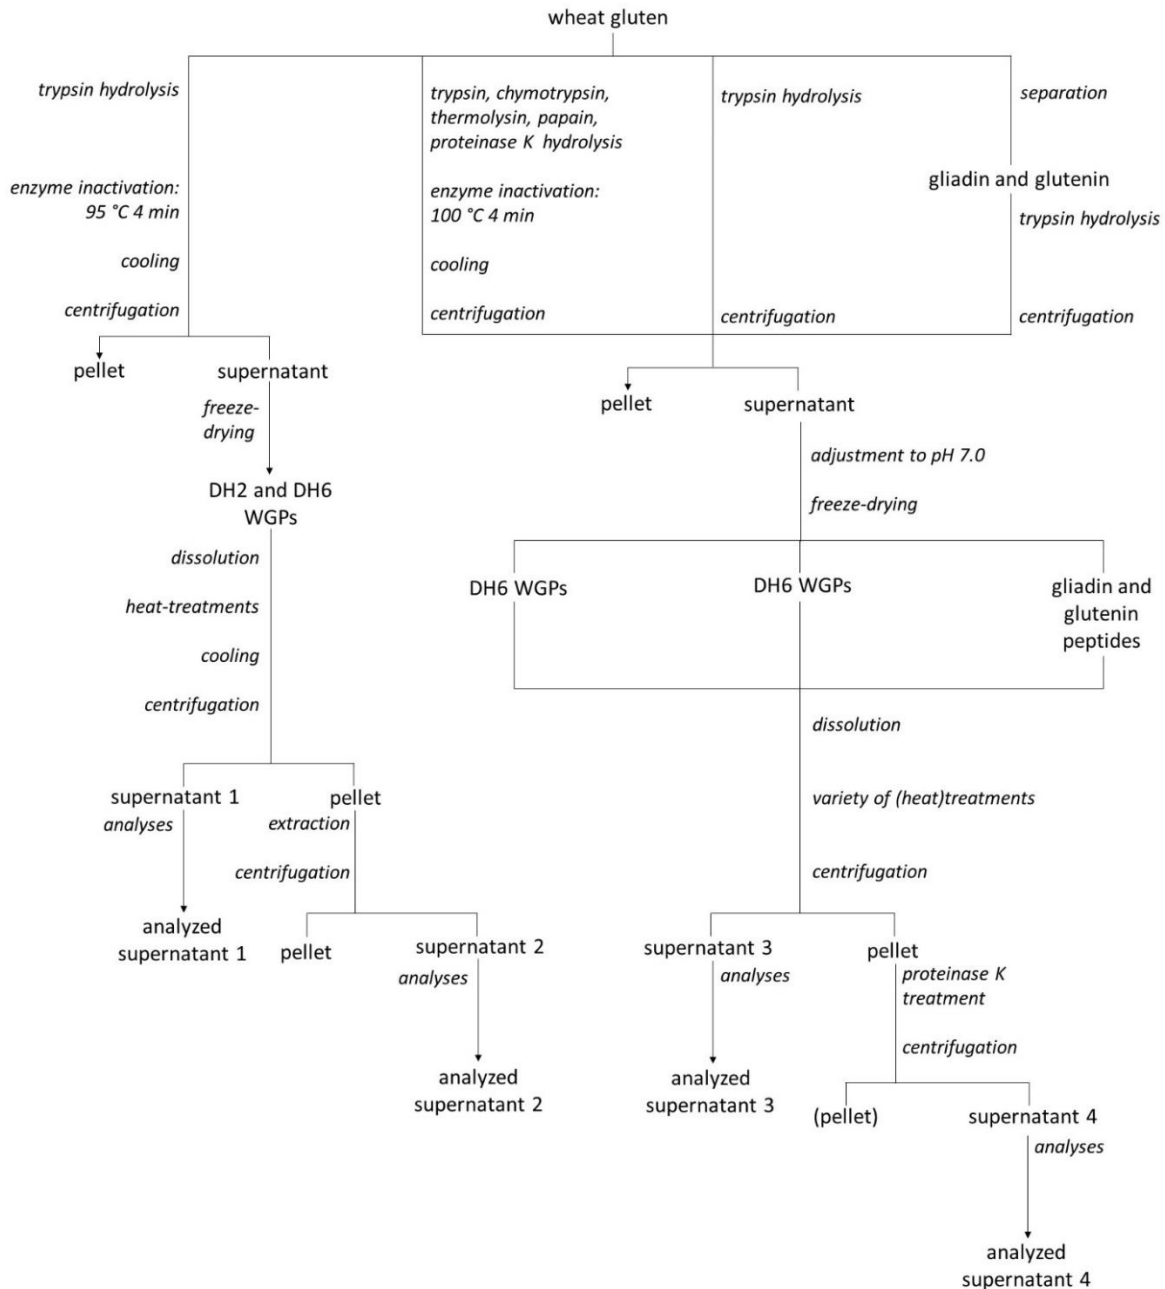 wheat gluten
trypsin hydrolysis
enzyme inactivation:
95 °C 4 min
cooling
centrifugation
trypsin, chymotrypsin,
thermolysin, papain,
proteinase K hydrolysis
enzyme inactivation:
100 °C 4 min
cooling
centrifugation
trypsin hydrolysis
centrifugation
separation
gliadin and glutenin
trypsin hydrolysis
centrifugation
pellet
supernatant
freeze-
drying
DH2 and DH6
WGPs
dissolution
heat-treatments
cooling
centrifugation
supernatant 1
analyses
analyzed
supernatant 1
pellet
extraction
centrifugation
pellet
supernatant 2
analyses
analyzed
supernatant 2
pellet
supernatant
adjustment to pH 7.0
freeze-drying
DH6 WGPs
DH6 WGPs
gliadin and
glutenin
peptides
dissolution
variety of (heat)treatments
centrifugation
supernatant 3
analyses
analyzed
supernatant 3
pellet
proteinase K
treatment
centrifugation
(pellet)
supernatant 4
analyses
analyzed
supernatant 4